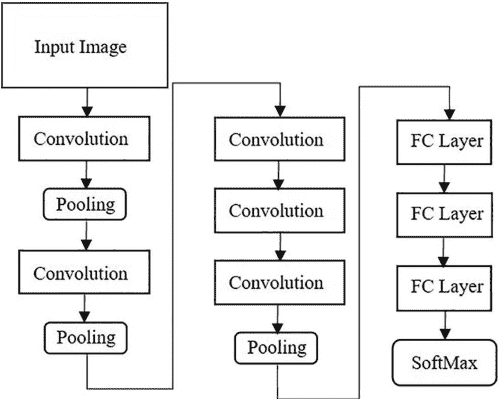 Input Image
Convolution
Pooling
Convolution
Pooling
Convolution
Convolution
Convolution
Pooling
FC Layer
FC Layer
FC Layer
SoftMax